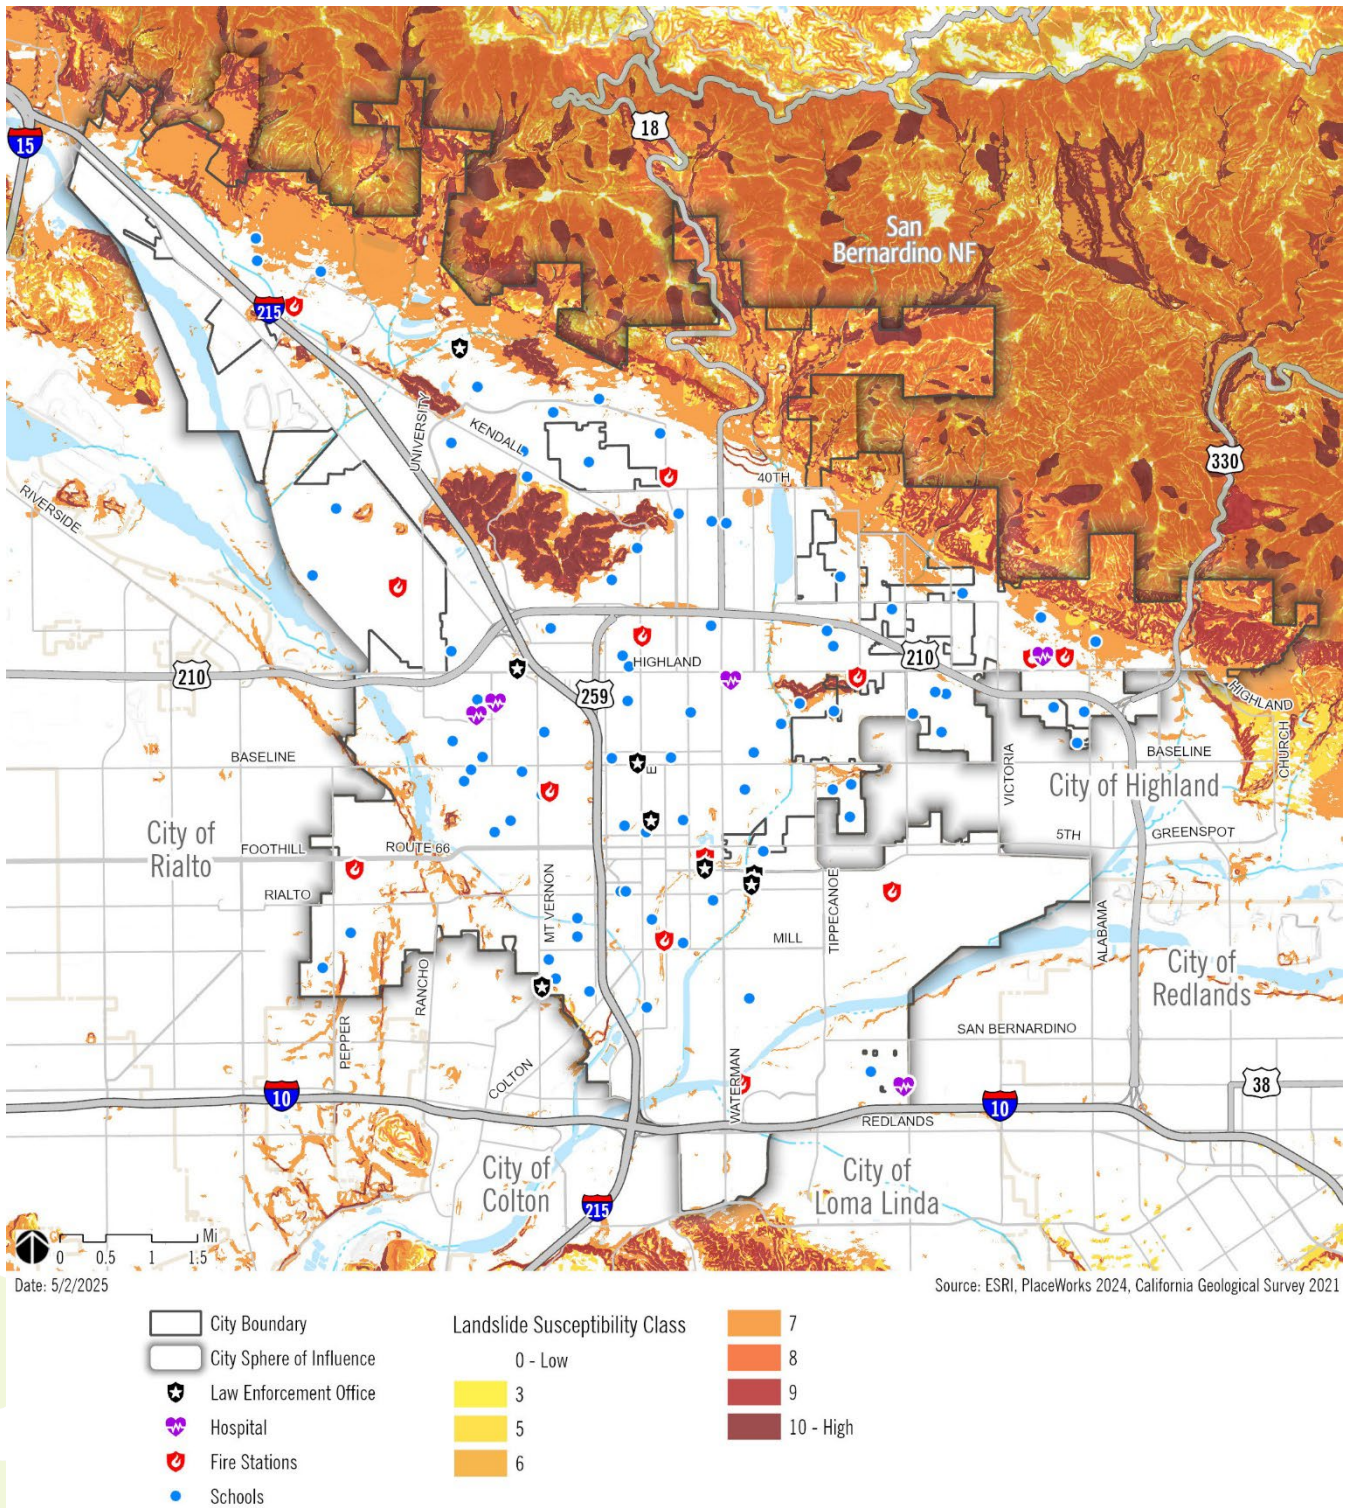 15
18
San
Bernardino NF
215
UNIVERSITY
KENDALL
40TH
330
RIVERSIDE
210
HIGHLAND
210
259
HIGHLAND
BASELINE
E
VICTORIA
BASELINE
CHURCH
City of Highland
City of
Rialto
FOOTHILL
ROUTE 66
5TH
GREENSPOT
RIALTO
MT VERNON
TIPPECANOE
MILL
ALABAMA
City of
Redlands
RANCHO
PEPPER
SAN BERNARDINO
COLTON
WATERMAN
10
10
38
REDLANDS
City of
Colton
City of
Loma Linda
215
Mi
0 0.5 1 1.5
Date: 5/2/2025
Source: ESRI, PlaceWorks 2024, California Geological Survey 2021
City Boundary
City Sphere of Influence
Law Enforcement Office
Hospital
Fire Stations
Schools
Landslide Susceptibility Class
0 - Low
3
5
6
7
8
9
10 - High